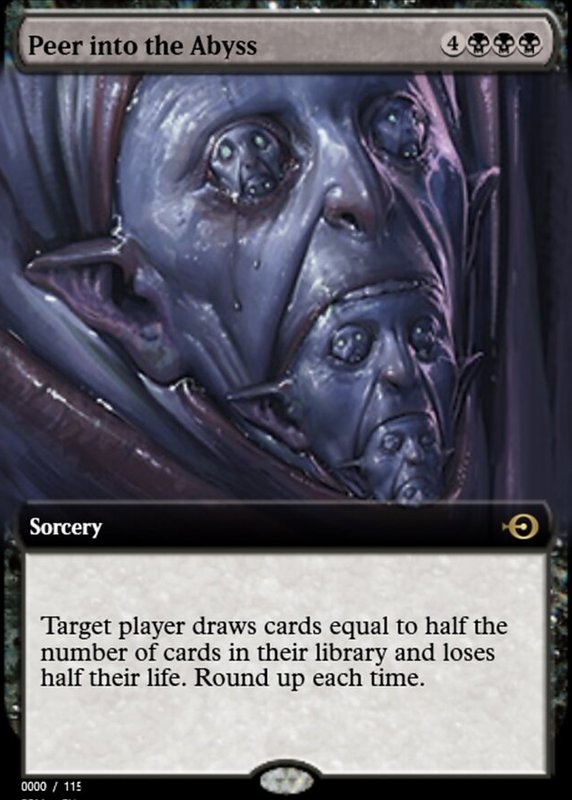 Peer into the Abyss
4
Sorcery
Target player draws cards equal to half the
number of cards in their library and loses
half their life. Round up each time.
0000 / 115